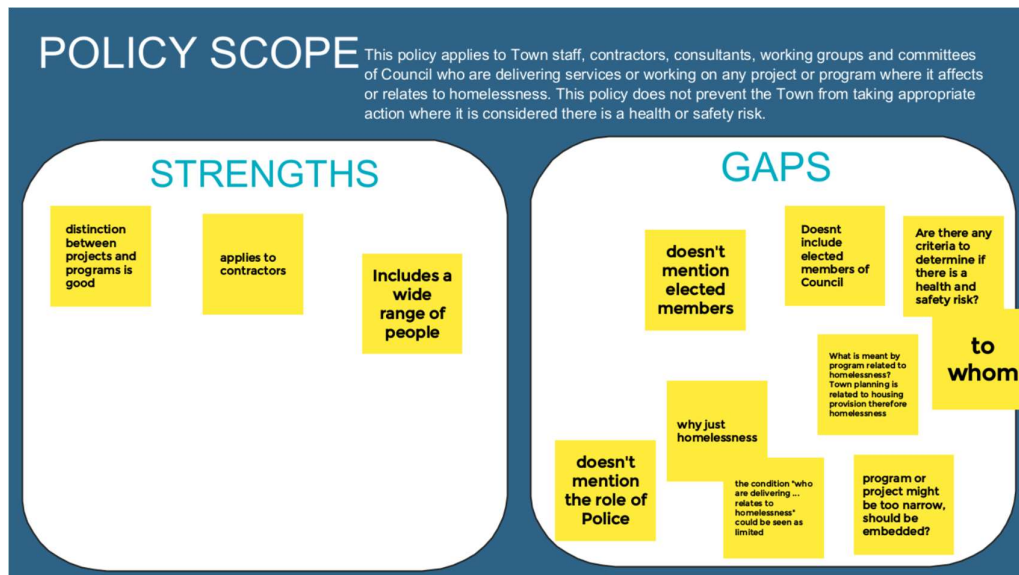 POLICY SCOPE
This policy applies to Town staff, contractors, consultants, working groups and committees
of Council who are delivering services or working on any project or program where it affects
or relates to homelessness. This policy does not prevent the Town from taking appropriate
action where it is considered there is a health or safety risk.
STRENGTHS
distinction
between
projects and
programs is
good
applies to
contractors
Includes a
wide
range of
people
GAPS
doesn't
mention
elected
members
Doesnt
include
elected
members of
Council
Are there any
criteria to
determine if
there is a
health and
safety risk?
to
whom
What is meant by
program related to
homelessness?
Town planning is
related to housing
provision therefore
homelessness
why just
homelessness
doesn't
mention
the role of
Police
the condition "who
are delivering ...
relates to
homelessness"
could be seen as
limited
program or
project might
be too narrow,
should be
embedded?